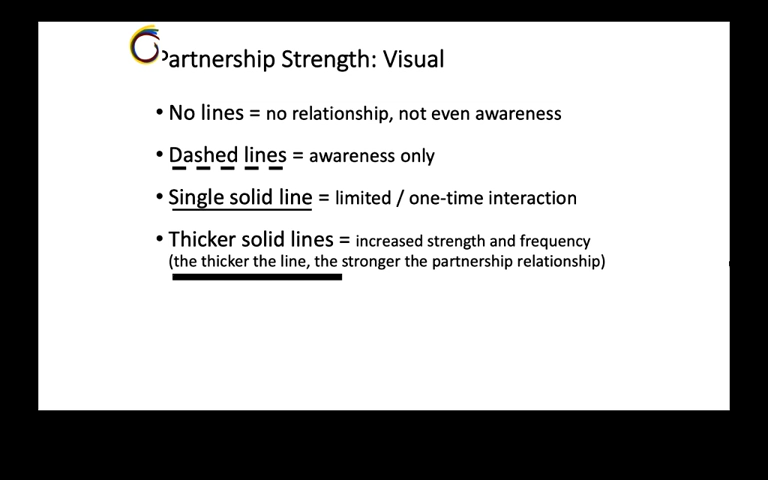 Partnership Strength: Visual
• No lines = no relationship, not even awareness
• Dashed lines = awareness only
• Single solid line = limited / one-time interaction
• Thicker solid lines = increased strength and frequency
(the thicker the line, the stronger the partnership relationship)